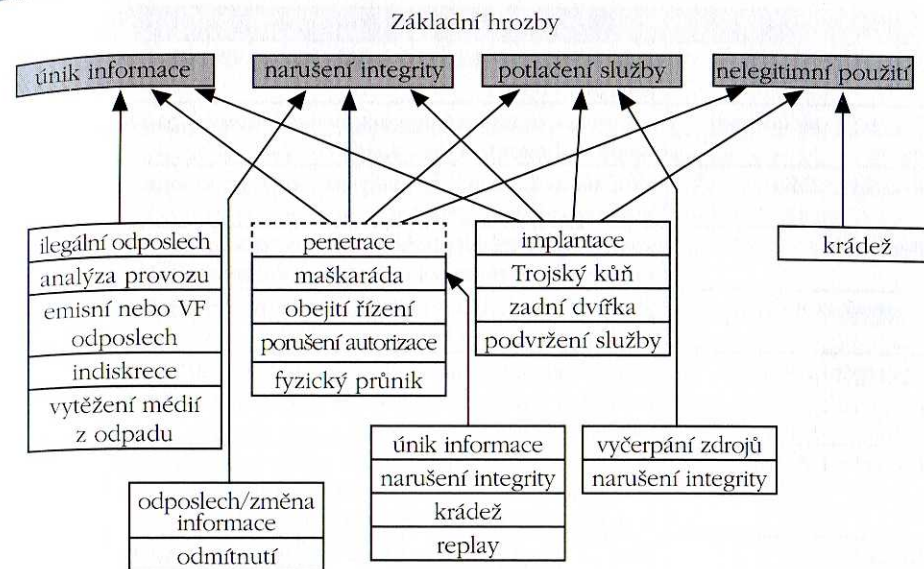 Základní hrozby
únik informace
narušení integrity
potlačení služby
nelegitimní použití
ilegální odposlech
analýza provozu
emisní nebo VF
odposlech
indiskrece
vytěžení médií
z odpadu
penetrace
maškaráda
obejití řízení
porušení autorizace
fyzický průnik
implantace
Trojský kůň
zadní dvířka
podvržení služby
krádež
odposlech/změna
informace
odmítnutí
únik informace
narušení integrity
krádež
replay
vyčerpání zdrojů
narušení integrity